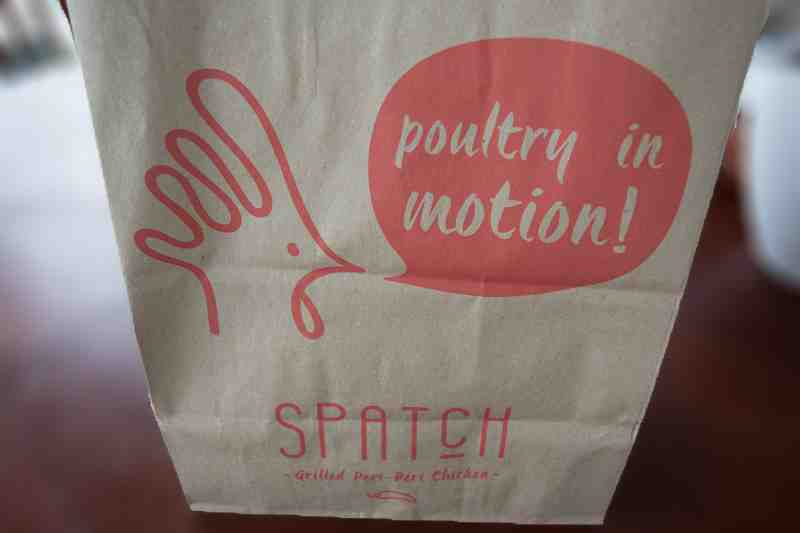 poultry in
motion!
SPATCH
- Grilled Peri-Peri Chicken -